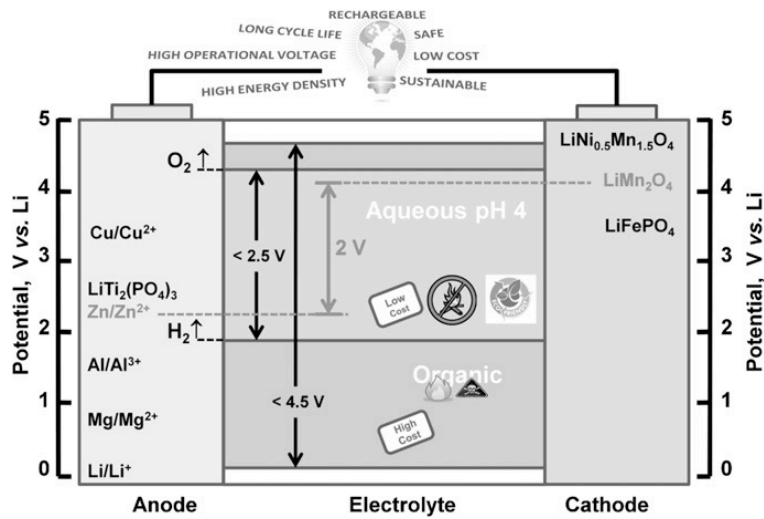 RECHARGEABLE
LONG CYCLE LIFE
SAFE
HIGH OPERATIONAL VOLTAGE
LOW COST
HIGH ENERGY DENSITY
SUSTAINABLE
5
4
3
2
1
0
Potential, V vs. Li
O₂ ↑
Cu/Cu²⁺
LiTi₂(PO₄)₃
Zn/Zn²⁺
H₂↑
Al/Al³⁺
Mg/Mg²⁺
Li/Li⁺
Anode
Aqueous pH 4
< 2.5 V
2 V
Low
Cost
Organic
< 4.5 V
High
Cost
Electrolyte
LiNi₀.₅Mn₁.₅O₄
LiMn₂O₄
LiFePO₄
Cathode
5
4
3
2
1
0
Potential, V vs. Li